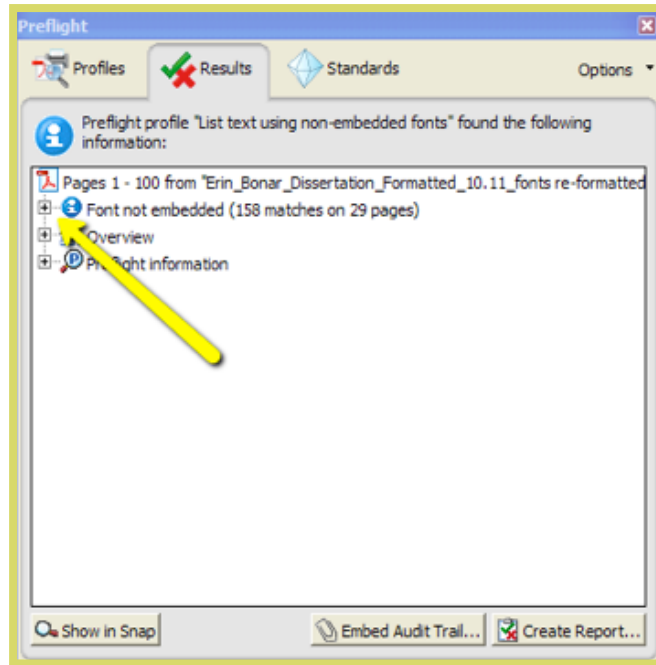 Preflight
Profiles Results Standards Options
Preflight profile "List text using non-embedded fonts" found the following
information:
Pages 1 - 100 from "Erin_Bonar_Dissertation_Formatted_10.11_fonts re-formatted
Font not embedded (158 matches on 29 pages)
Overview
Preflight information
Show in Snap Embed Audit Trail... Create Report...